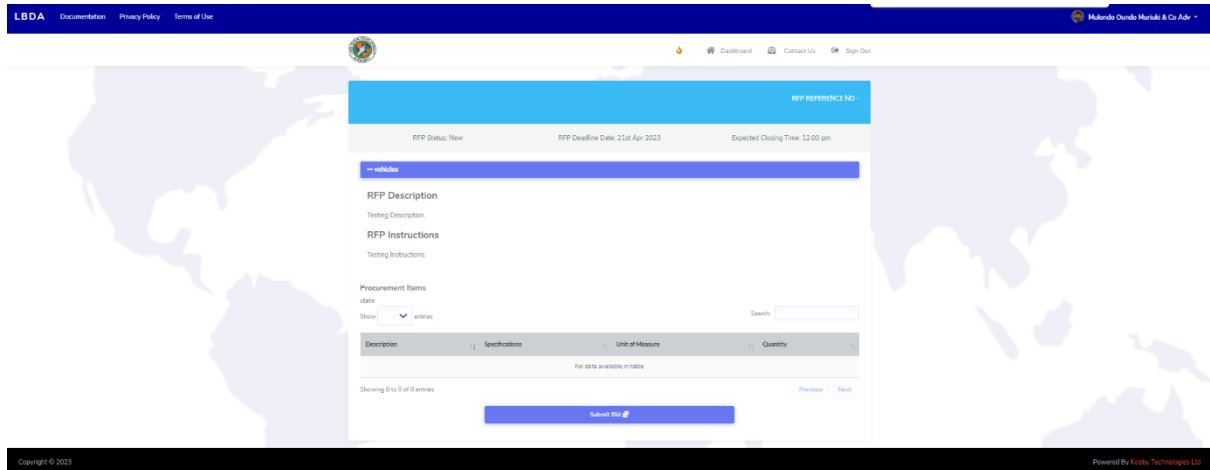 LBDA Documentation Privacy Policy Terms of Use Mulondo Oundo Muriuki & Co Adv
Dashboard Contact Us Sign Out
RFP REFERENCE NO -
RFP Status: New RFP Deadline Date: 21st Apr 2023 Expected Closing Time: 12:00 pm
— vehicles
RFP Description
Testing Description.
RFP Instructions
Testing Instructions.
Procurement Items
state
Show entries Search:
Description Specifications Unit of Measure Quantity
No data available in table
Showing 0 to 0 of 0 entries Previous Next
Submit Bid
Copyright © 2023 Powered By Kobby Technologies Ltd